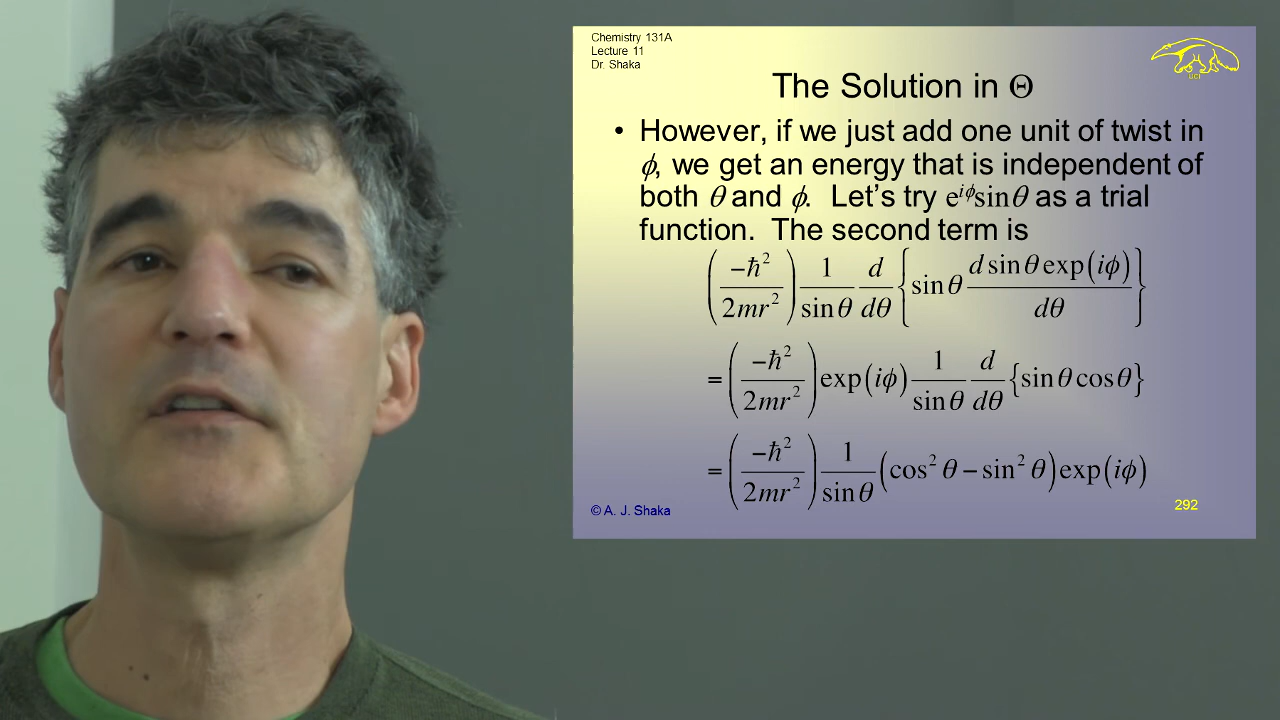 Chemistry 131A
Lecture 11
Dr. Shaka
UCI
The Solution in Θ
• However, if we just add one unit of twist in
ϕ, we get an energy that is independent of
both θ and ϕ. Let's try e^{iϕ}sinθ as a trial
function. The second term is
(−ħ²/2mr²) 1/sinθ d/dθ {sinθ d sinθ exp(iϕ)/dθ}
= (−ħ²/2mr²) exp(iϕ) 1/sinθ d/dθ {sinθ cosθ}
= (−ħ²/2mr²) 1/sinθ (cos²θ − sin²θ) exp(iϕ)
© A. J. Shaka
292